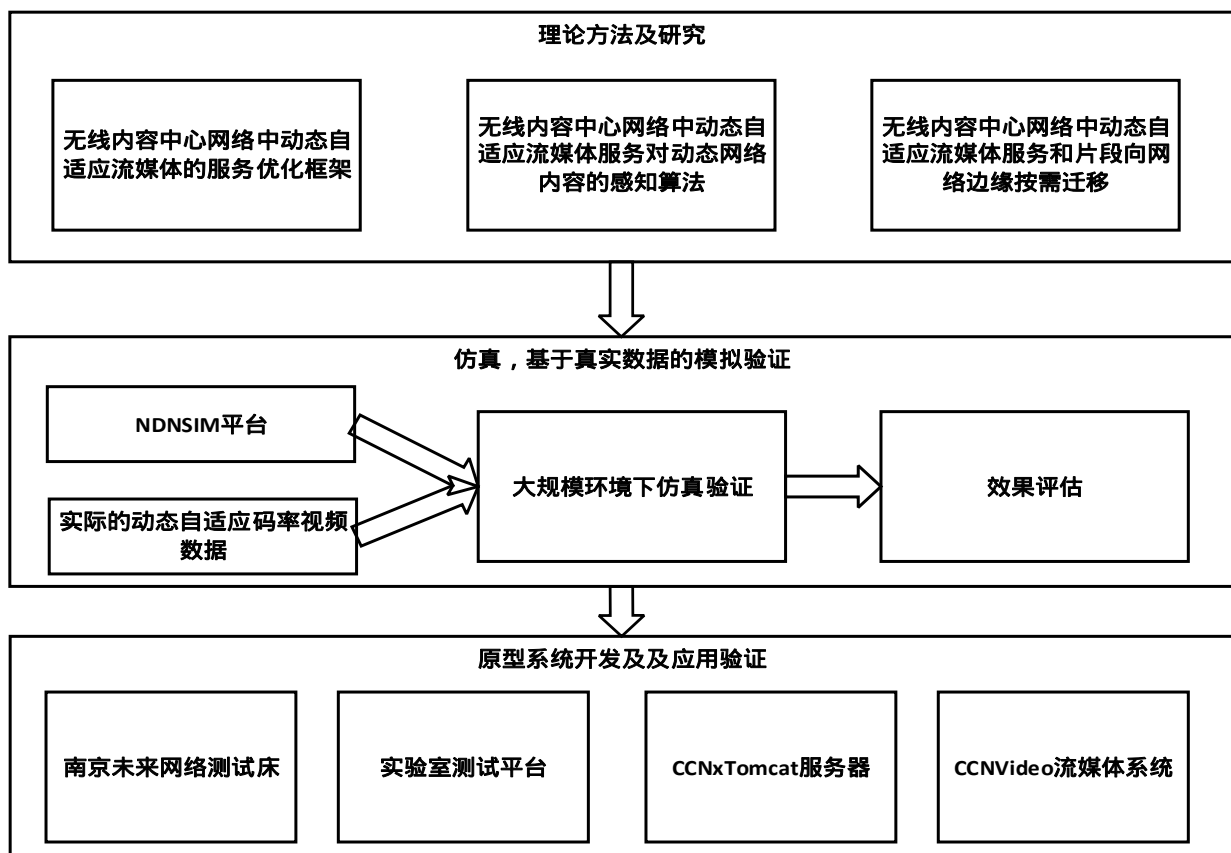 理论方法及研究
无线内容中心网络中动态自
适应流媒体的服务优化框架
无线内容中心网络中动态自
适应流媒体服务对动态网络
内容的感知算法
无线内容中心网络中动态自
适应流媒体服务和片段向网
络边缘按需迁移
仿真，基于真实数据的模拟验证
NDNSIM平台
实际的动态自适应码率视频
数据
大规模环境下仿真验证
效果评估
原型系统开发及及应用验证
南京未来网络测试床
实验室测试平台
CCNxTomcat服务器
CCNVideo流媒体系统